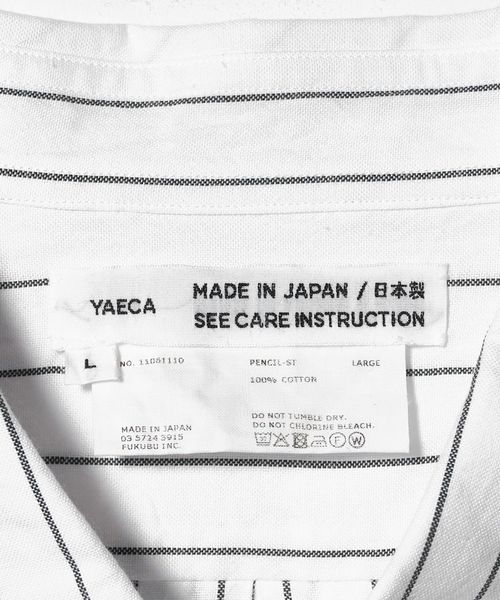 YAECA
MADE IN JAPAN / 日本製
SEE CARE INSTRUCTION
L
NO. 11081110
PENCIL-ST LARGE
100% COTTON
DO NOT TUMBLE DRY.
DO NOT CHLORINE BLEACH.
MADE IN JAPAN
03 5724 5915
FUKUBU INC.
F W